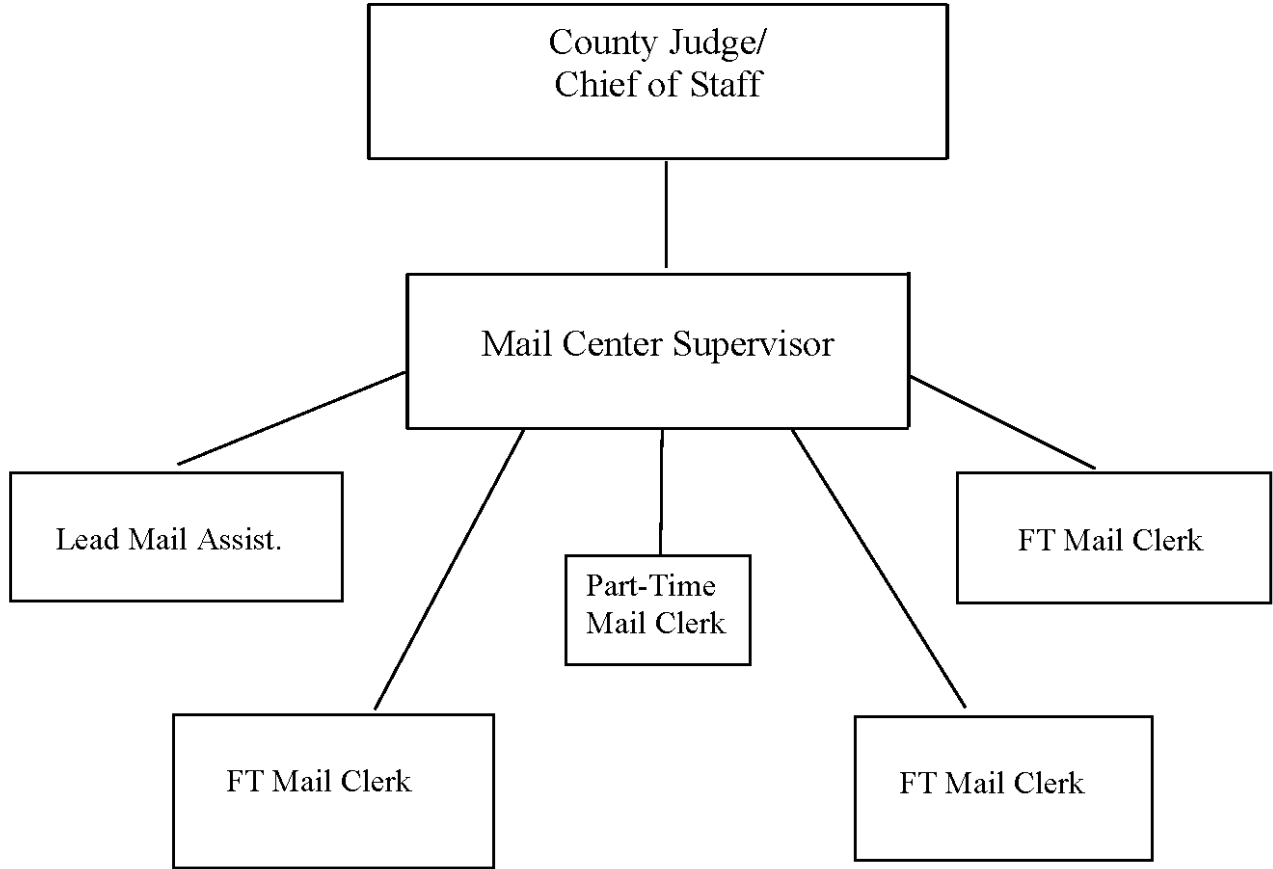 County Judge/
Chief of Staff
Mail Center Supervisor
Lead Mail Assist.
FT Mail Clerk
Part-Time
Mail Clerk
FT Mail Clerk
FT Mail Clerk